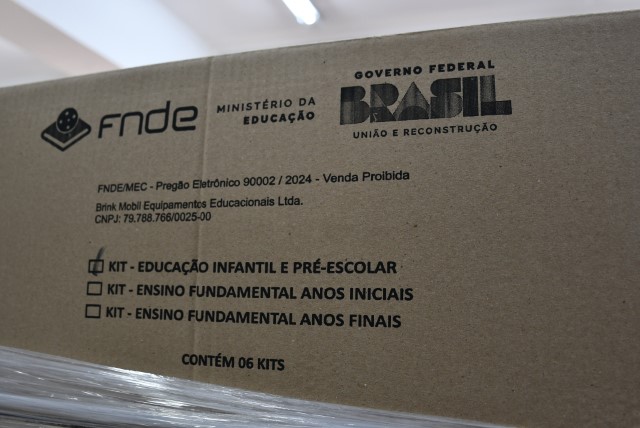 fnde
MINISTÉRIO DA
EDUCAÇÃO
GOVERNO FEDERAL
BRASIL
UNIÃO E RECONSTRUÇÃO
FNDE/MEC - Pregão Eletrônico 90002 / 2024 - Venda Proibida
Brink Mobil Equipamentos Educacionais Ltda.
CNPJ: 79.788.766/0025-00
KIT - EDUCAÇÃO INFANTIL E PRÉ-ESCOLAR
KIT - ENSINO FUNDAMENTAL ANOS INICIAIS
KIT - ENSINO FUNDAMENTAL ANOS FINAIS
CONTÉM 06 KITS